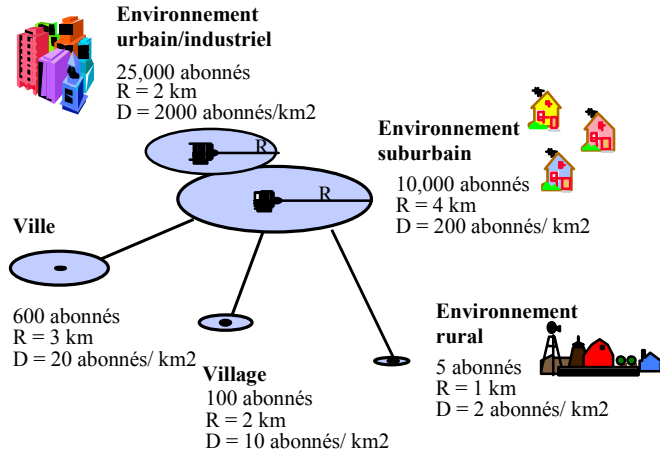 Environnement
urbain/industriel
25,000 abonnés
R = 2 km
D = 2000 abonnés/km2
R
Environnement
suburbain
10,000 abonnés
R = 4 km
D = 200 abonnés/ km2
R
Ville
600 abonnés
R = 3 km
D = 20 abonnés/ km2
Village
100 abonnés
R = 2 km
D = 10 abonnés/ km2
Environnement
rural
5 abonnés
R = 1 km
D = 2 abonnés/ km2